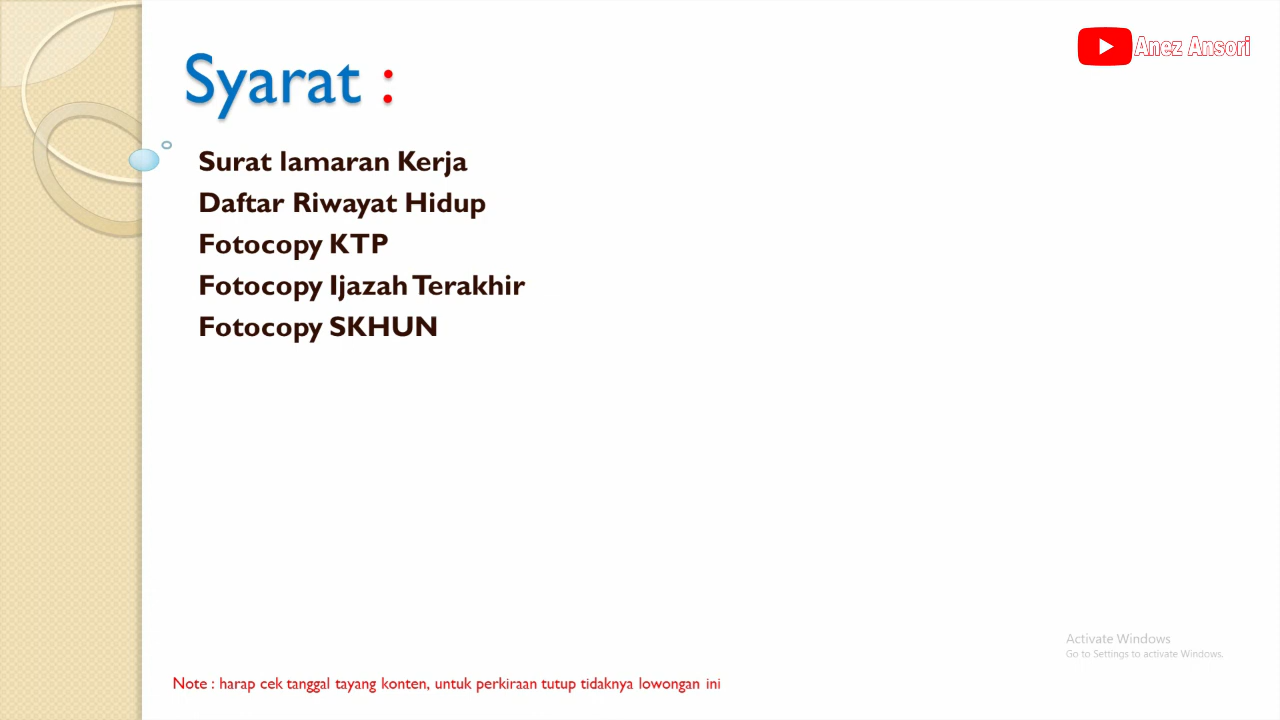 Anez Ansori
Syarat :
Surat lamaran Kerja
Daftar Riwayat Hidup
Fotocopy KTP
Fotocopy Ijazah Terakhir
Fotocopy SKHUN
Activate Windows
Go to Settings to activate Windows.
Note : harap cek tanggal tayang konten, untuk perkiraan tutup tidaknya lowongan ini